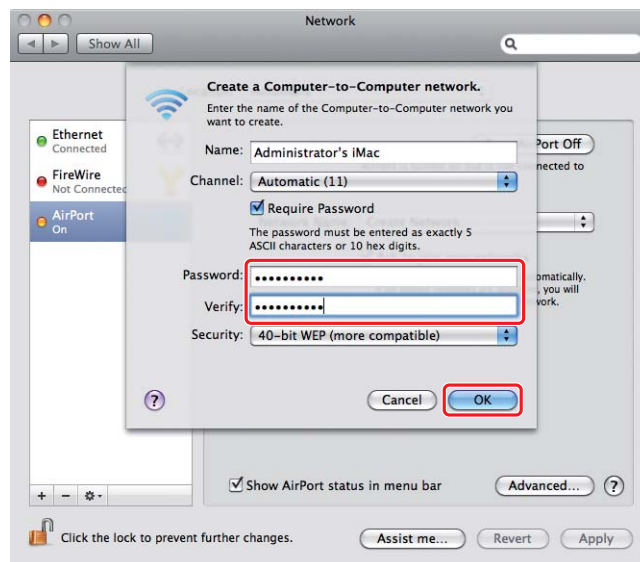 Network
Show All
Create a Computer-to-Computer network.
Enter the name of the Computer-to-Computer network you
want to create.
Name: Administrator's iMac
Channel: Automatic (11)
Require Password
The password must be entered as exactly 5
ASCII characters or 10 hex digits.
Password: ••••••••••
Verify: ••••••••••
Security: 40-bit WEP (more compatible)
? Cancel OK
Ethernet
Connected
FireWire
Not Connected
AirPort
On
Port Off
nected to
omatically.
, you will
work.
Show AirPort status in menu bar
Advanced... ?
Click the lock to prevent further changes.
Assist me... Revert Apply